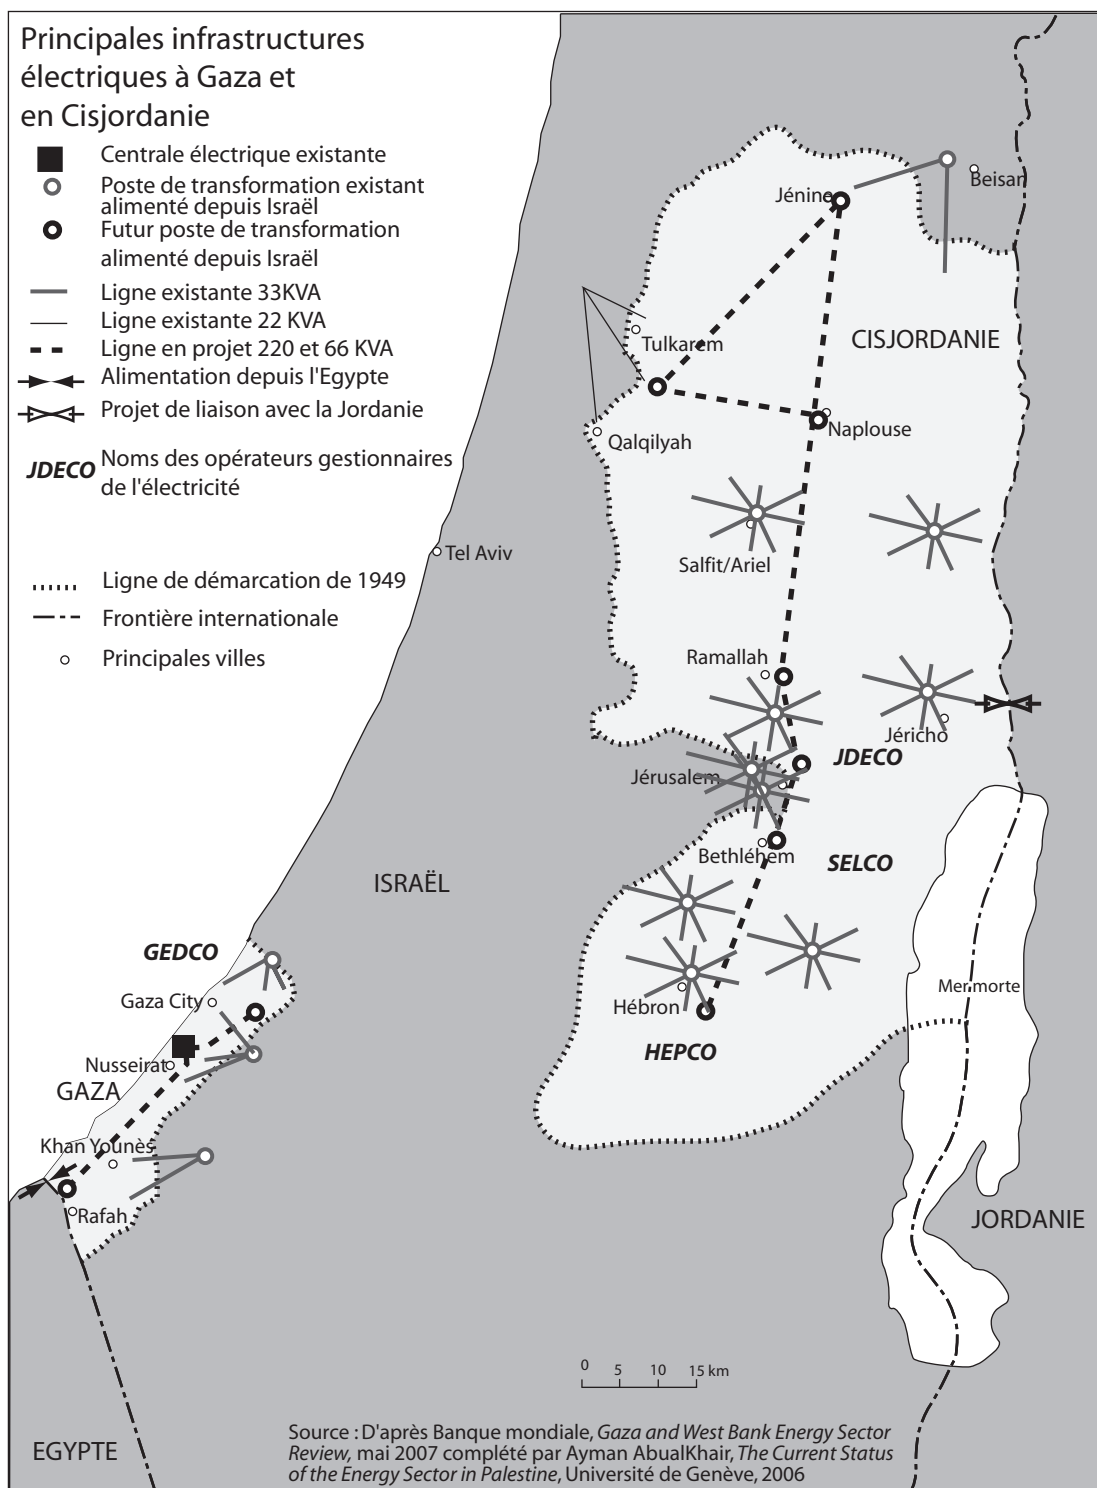 Principales infrastructures
électriques à Gaza et
en Cisjordanie
Centrale électrique existante
Poste de transformation existant
alimenté depuis Israël
Futur poste de transformation
alimenté depuis Israël
Ligne existante 33KVA
Ligne existante 22 KVA
Ligne en projet 220 et 66 KVA
Alimentation depuis l'Egypte
Projet de liaison avec la Jordanie
JDECO Noms des opérateurs gestionnaires
de l'électricité
Ligne de démarcation de 1949
Frontière internationale
Principales villes
Beisan
Jénine
CISJORDANIE
Tulkarem
Naplouse
Qalqilyah
Tel Aviv
Salfit/Ariel
Ramallah
Jéricho
JDECO
Jérusalem
Bethléhem
SELCO
ISRAËL
GEDCO
Mer morte
Gaza City
Hébron
HEPCO
Nusseirat
GAZA
Khan Younès
Rafah
JORDANIE
0 5 10 15 km
EGYPTE
Source : D'après Banque mondiale, Gaza and West Bank Energy Sector
Review, mai 2007 complété par Ayman AbualKhair, The Current Status
of the Energy Sector in Palestine, Université de Genève, 2006